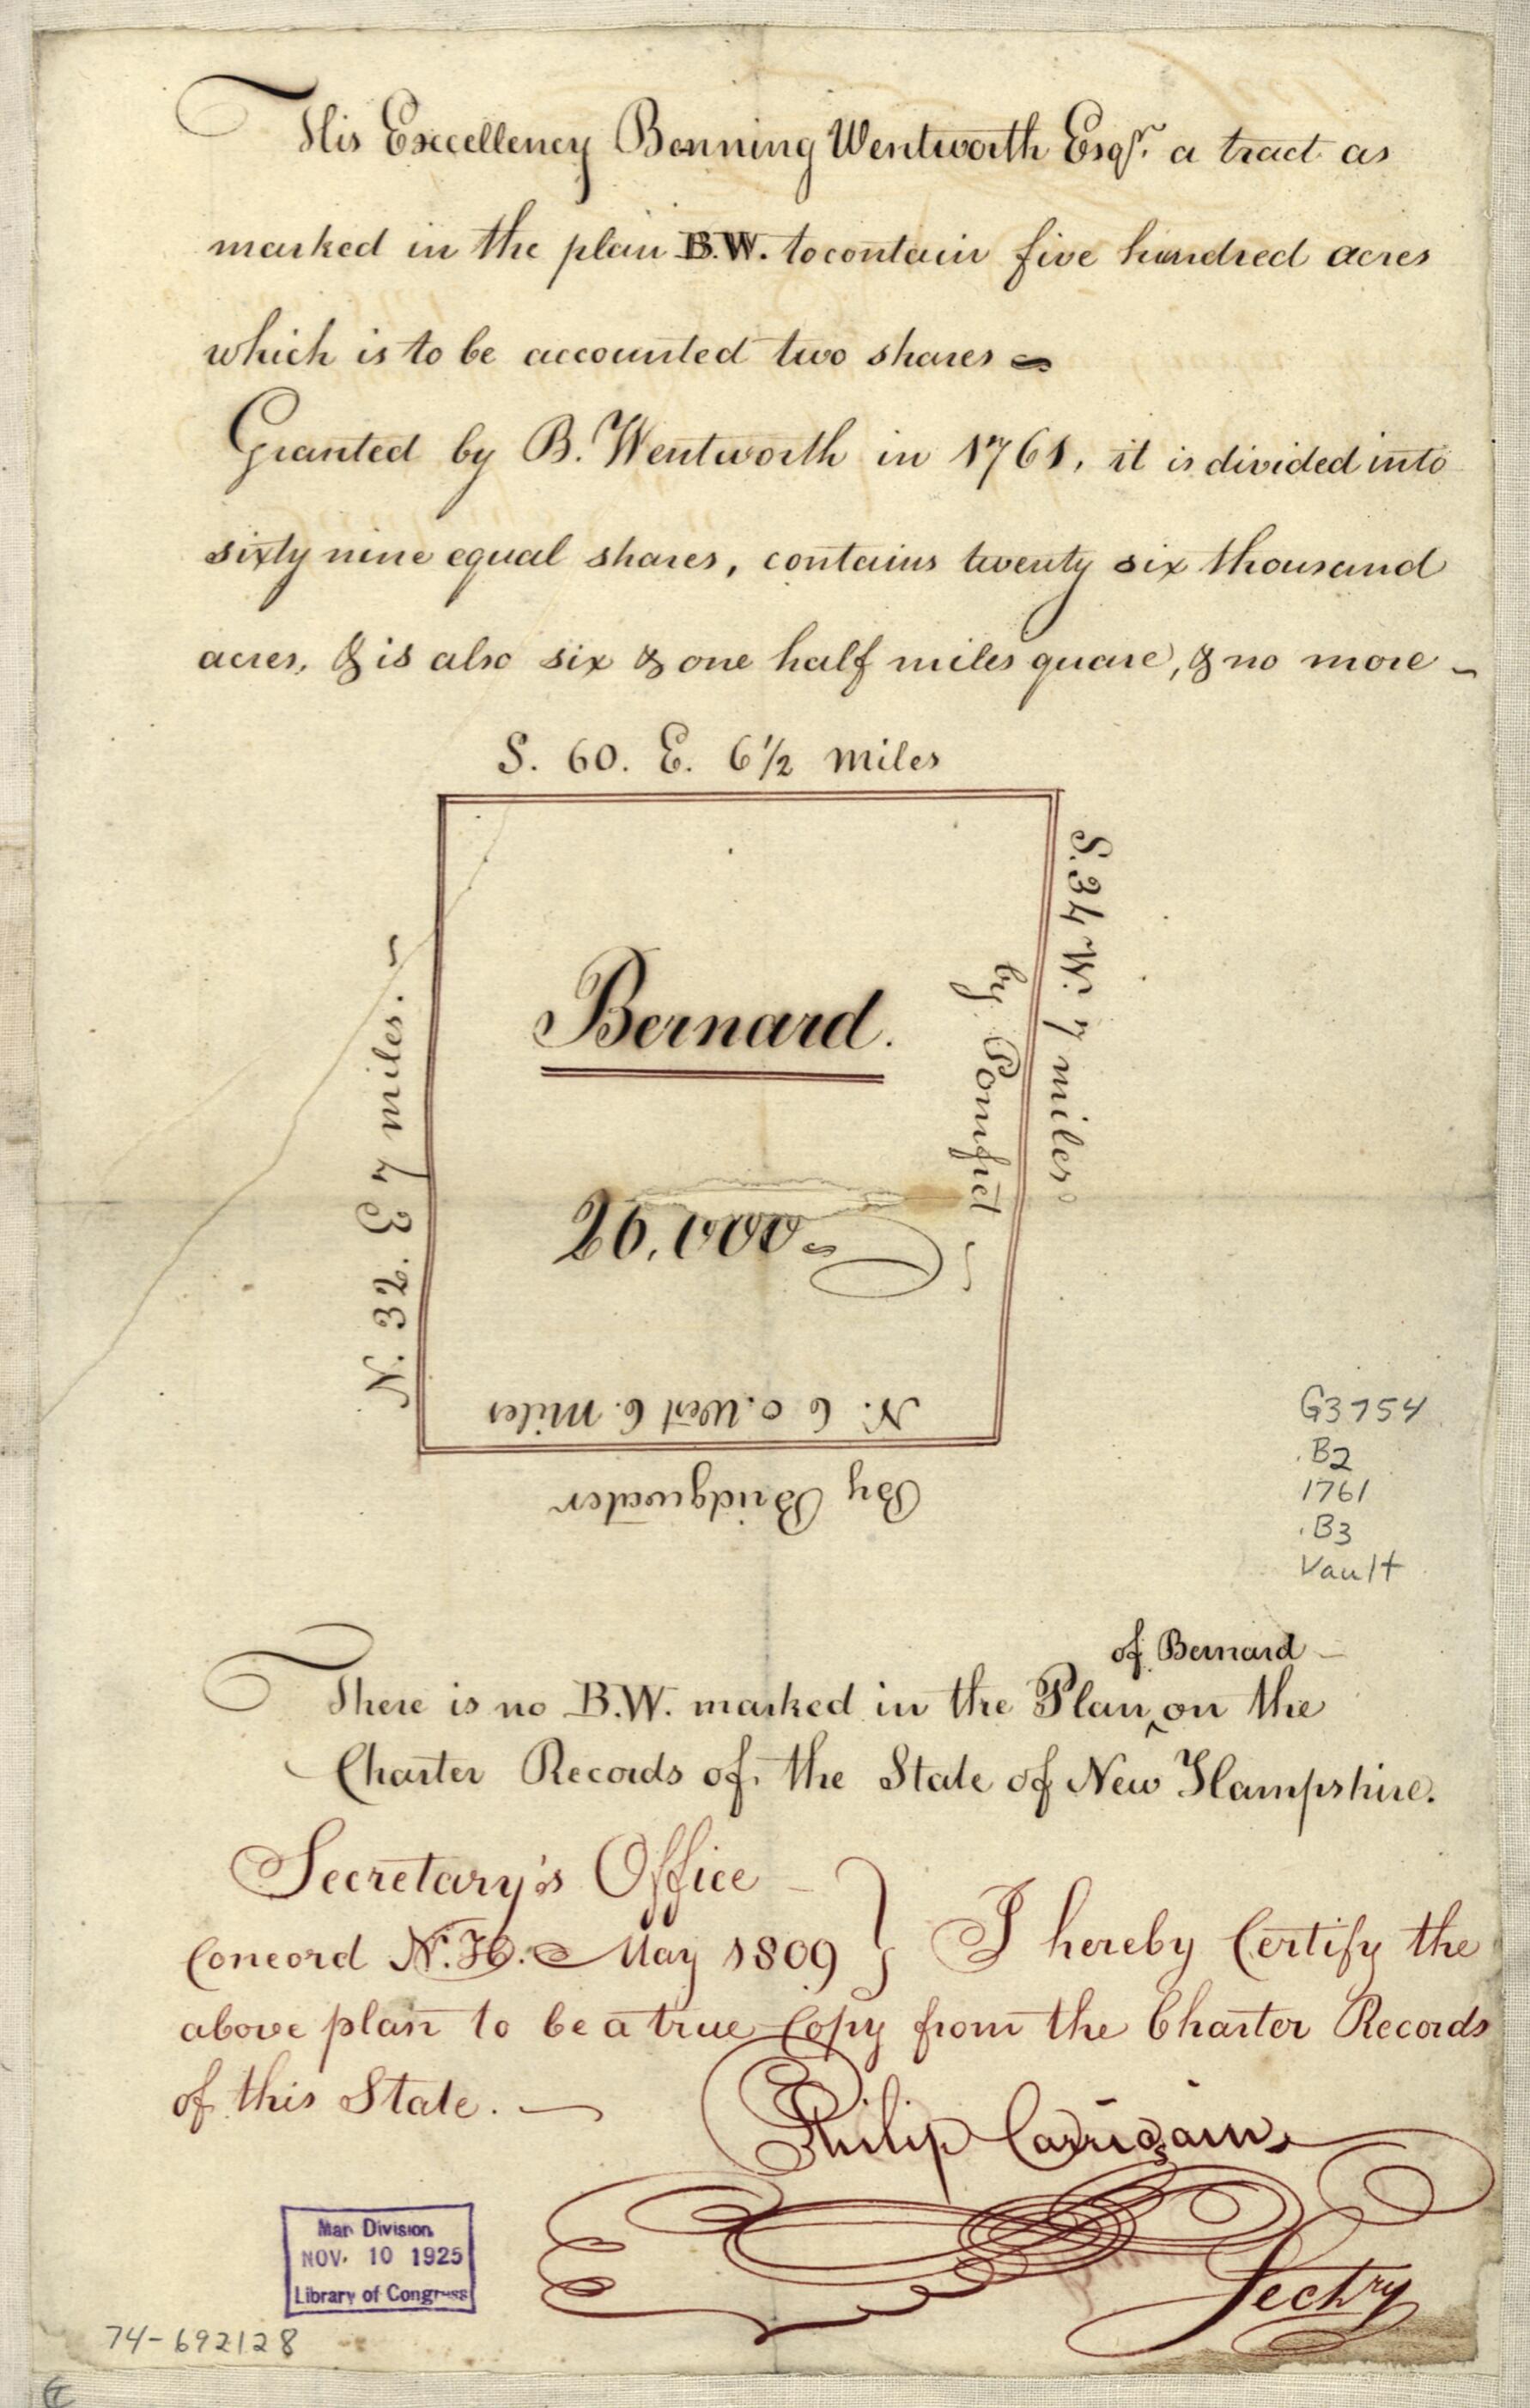 His Excellency Benning Wentworth Esqr. a tract as
marked in the plan B.W. to contain five hundred acres
which is to be accounted two shares
Granted by B. Wentworth in 1761, it is divided into
sixty nine equal shares, contains twenty six thousand
acres, & is also six & one half miles quare, & no more
S. 60. E. 6½ miles
S. 34 W. 7 miles
by Pomfret
Bernard.
N. 32. E 7 miles.
26,000
N. 60. West 6. Miles
By Bridgwater
G3754
.B2
1761
.B3
Vault
of Bernard
There is no B.W. marked in the Plan ‸ on the
Charter Records of the State of New Hampshire.
Secretary's Office
Concord N.H. May 1809 } I hereby Certify the
above plan to be a true Copy from the Charter Records
of this State.
Philip Carrigain
Sectry
Map Division
NOV. 10 1925
Library of Congress
74-692128